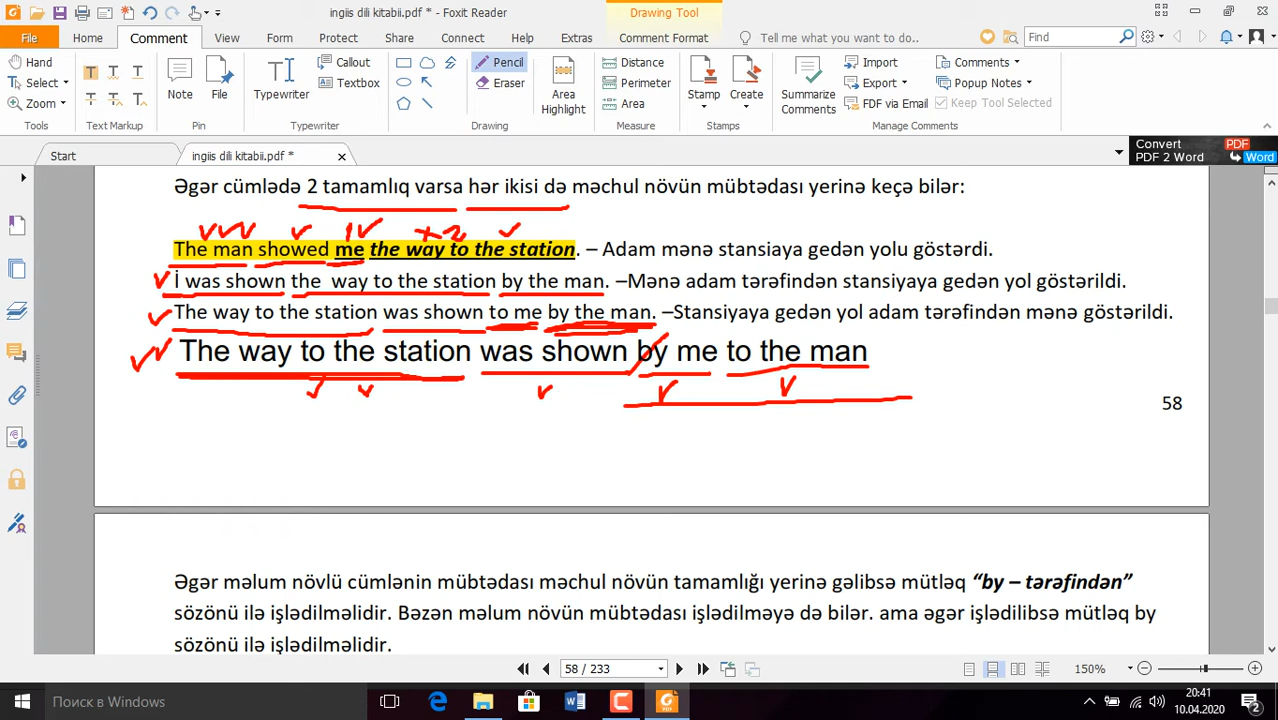 ingiis dili kitabii.pdf * - Foxit Reader
Drawing Tool
File Home Comment View Form Protect Share Connect Help Extras Comment Format Tell me what you want to do... Find
Hand
Select
Zoom
Tools
Text Markup
Note
File
Pin
Typewriter
Callout
Textbox
Typewriter
Pencil
Eraser
Drawing
Area Highlight
Distance
Perimeter
Area
Measure
Stamp
Create
Stamps
Summarize Comments
Import
Export
FDF via Email
Comments
Popup Notes
Keep Tool Selected
Manage Comments
Start
ingiis dili kitabii.pdf *
Convert PDF
PDF 2 Word Word
Əgər cümlədə 2 tamamlıq varsa hər ikisi də məchul növün mübtədası yerinə keçə bilər:
The man showed me the way to the station. – Adam mənə stansiaya gedən yolu göstərdi.
İ was shown the way to the station by the man. –Mənə adam tərəfindən stansiyaya gedən yol göstərildi.
The way to the station was shown to me by the man. –Stansiyaya gedən yol adam tərəfindən mənə göstərildi.
The way to the station was shown by me to the man
58
Əgər məlum növlü cümlənin mübtədası məchul növün tamamlığı yerinə gəlibsə mütləq “by – tərəfindən”
sözönü ilə işlədilməlidir. Bəzən məlum növün mübtədası işlədilməyə də bilər. ama əgər işlədilibsə mütləq by
sözönü ilə işlədilməlidir.
58 / 233
150%
Поиск в Windows
20:41
10.04.2020
2